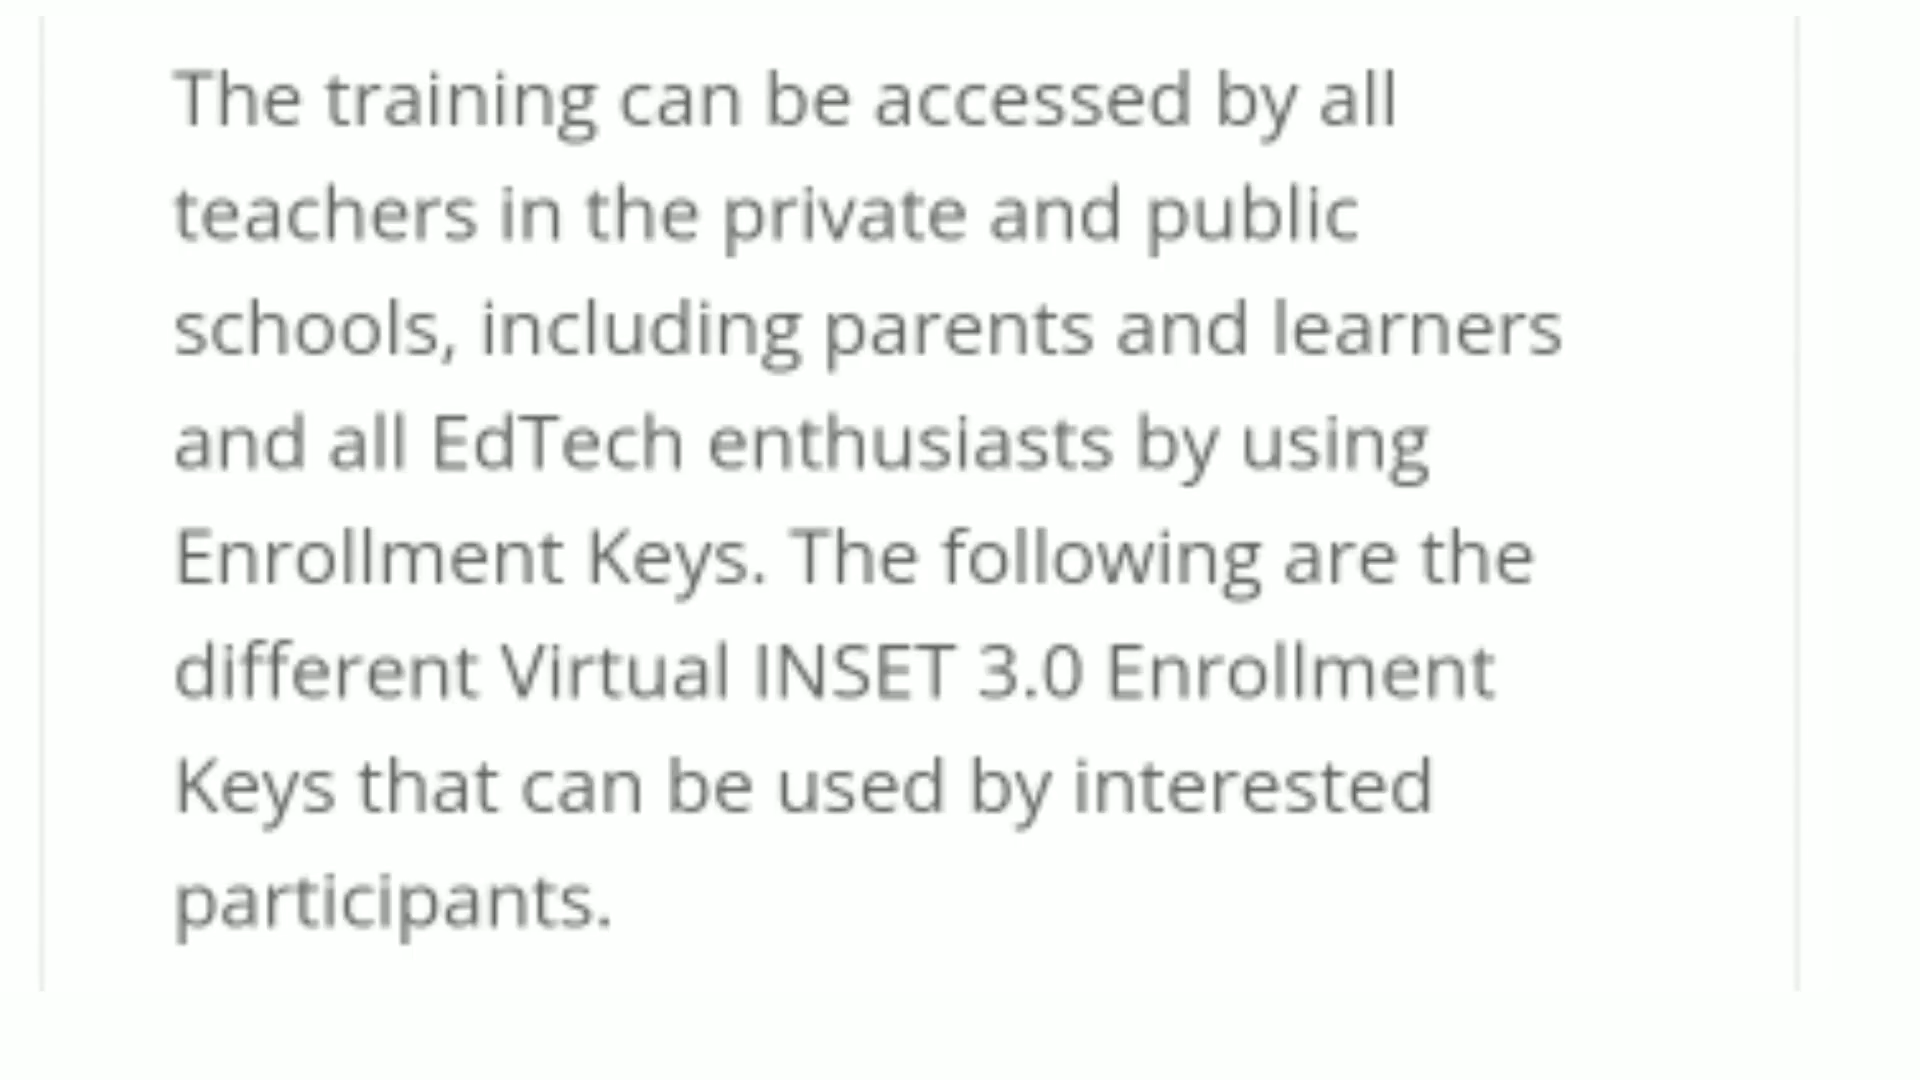 The training can be accessed by all
teachers in the private and public
schools, including parents and learners
and all EdTech enthusiasts by using
Enrollment Keys. The following are the
different Virtual INSET 3.0 Enrollment
Keys that can be used by interested
participants.